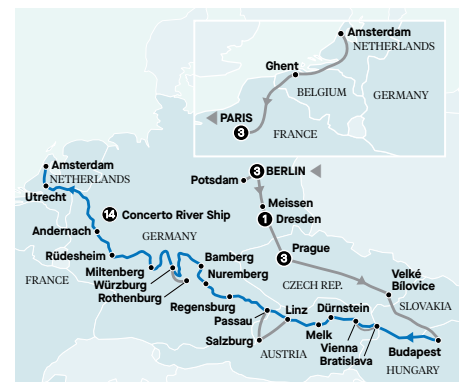 Amsterdam
NETHERLANDS
Ghent
BELGIUM
GERMANY
PARIS
3
FRANCE
Amsterdam
NETHERLANDS
Utrecht
3 BERLIN
Potsdam
Meissen
1 Dresden
14 Concerto River Ship
Andernach
GERMANY
Rüdesheim
Prague
3
Bamberg
Miltenberg
Nuremberg
Würzburg
Rothenburg
FRANCE
CZECH REP.
Velké
Bílovice
SLOVAKIA
Regensburg
Passau
Linz
Dürnstein
Salzburg
Melk
AUSTRIA
Vienna
Bratislava
Budapest
HUNGARY